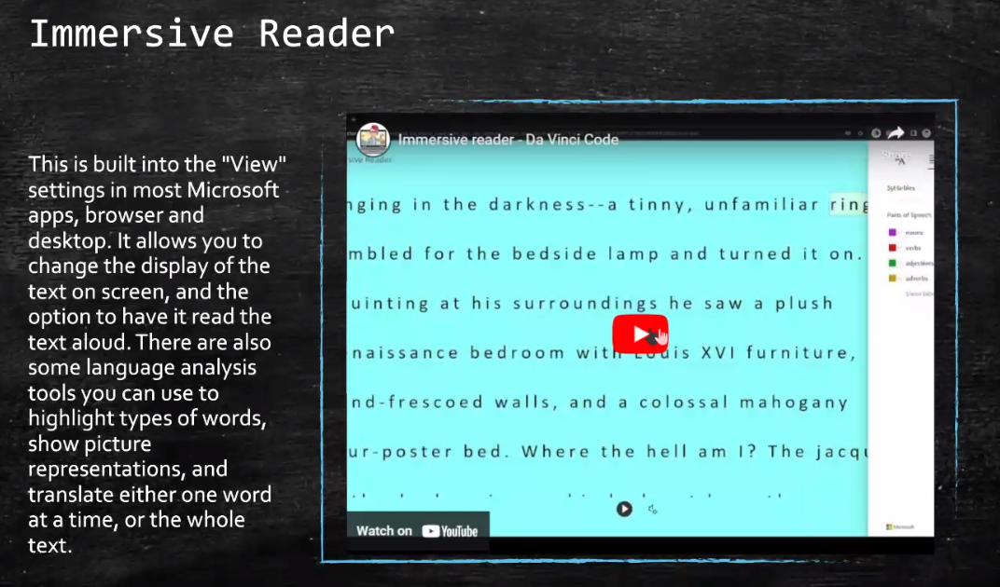 Immersive Reader
This is built into the "View"
settings in most Microsoft
apps, browser and
desktop. It allows you to
change the display of the
text on screen, and the
option to have it read the
text aloud. There are also
some language analysis
tools you can use to
highlight types of words,
show picture
representations, and
translate either one word
at a time, or the whole
text.
Immersive reader - Da Vinci Code
Share
sive Reader
nging in the darkness--a tinny, unfamiliar ring
mbled for the bedside lamp and turned it on.
uinting at his surroundings he saw a plush
naissance bedroom with Louis XVI furniture,
nd-frescoed walls, and a colossal mahogany
ur-poster bed. Where the hell am I? The jacqu
Syllables
Parts of Speech
nouns
verbs
adjectives
adverbs
Show labe
Microsoft
Watch on YouTube